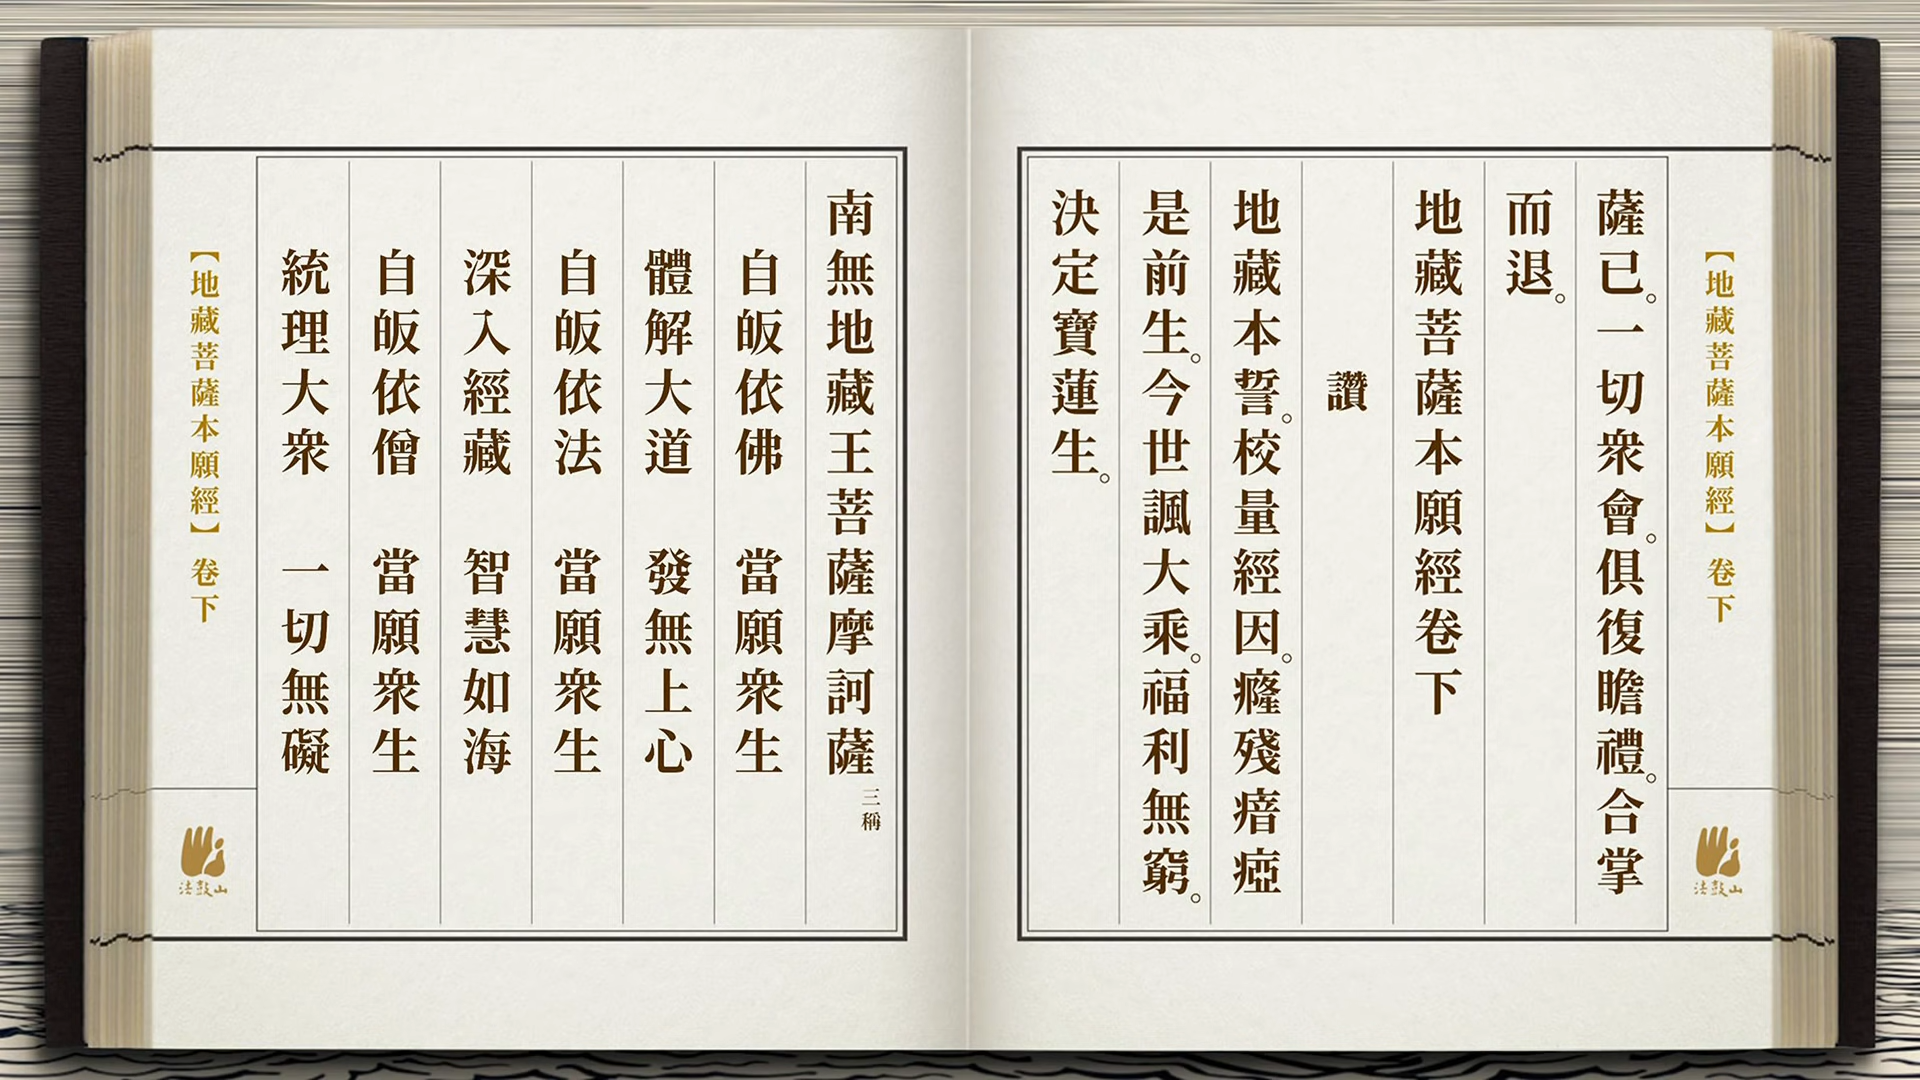 【地藏菩薩本願經】卷下
薩已。一切衆會。俱復瞻禮。合掌
而退。
地藏菩薩本願經卷下
讚
地藏本誓。校量經因。癃殘瘖瘂
是前生。今世諷大乘。福利無窮。
決定寶蓮生。
法鼓山
南無地藏王菩薩摩訶薩 三稱
自皈依佛 當願衆生
體解大道 發無上心
自皈依法 當願衆生
深入經藏 智慧如海
自皈依僧 當願衆生
統理大衆 一切無礙
【地藏菩薩本願經】卷下
法鼓山